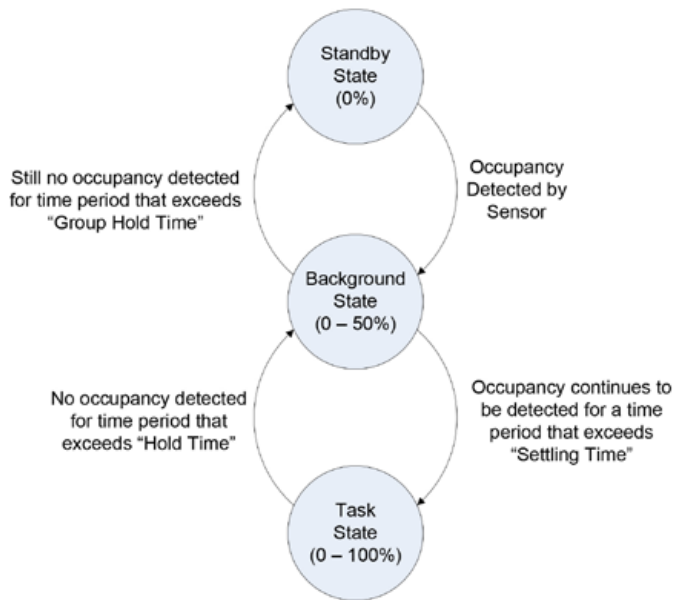 Standby
State
(0%)
Still no occupancy detected
for time period that exceeds
“Group Hold Time”
Occupancy
Detected by
Sensor
Background
State
(0 – 50%)
No occupancy detected
for time period that
exceeds “Hold Time”
Occupancy continues to
be detected for a time
period that exceeds
“Settling Time”
Task
State
(0 – 100%)